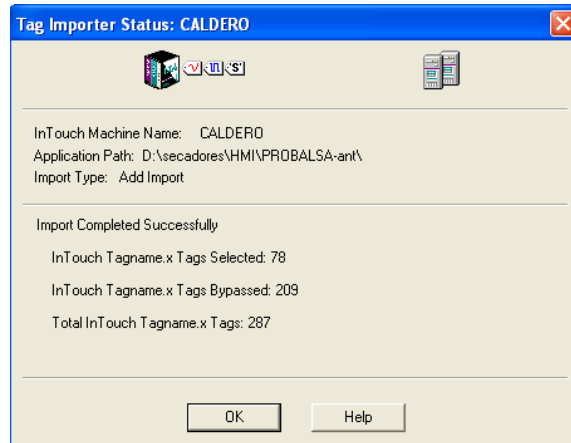 Tag Importer Status: CALDERO
InTouch Machine Name: CALDERO
Application Path: D:\secadores\HMI\PROBALSA-ant\
Import Type: Add Import
Import Completed Successfully
InTouch Tagname.x Tags Selected: 78
InTouch Tagname.x Tags Bypassed: 209
Total InTouch Tagname.x Tags: 287
OK
Help